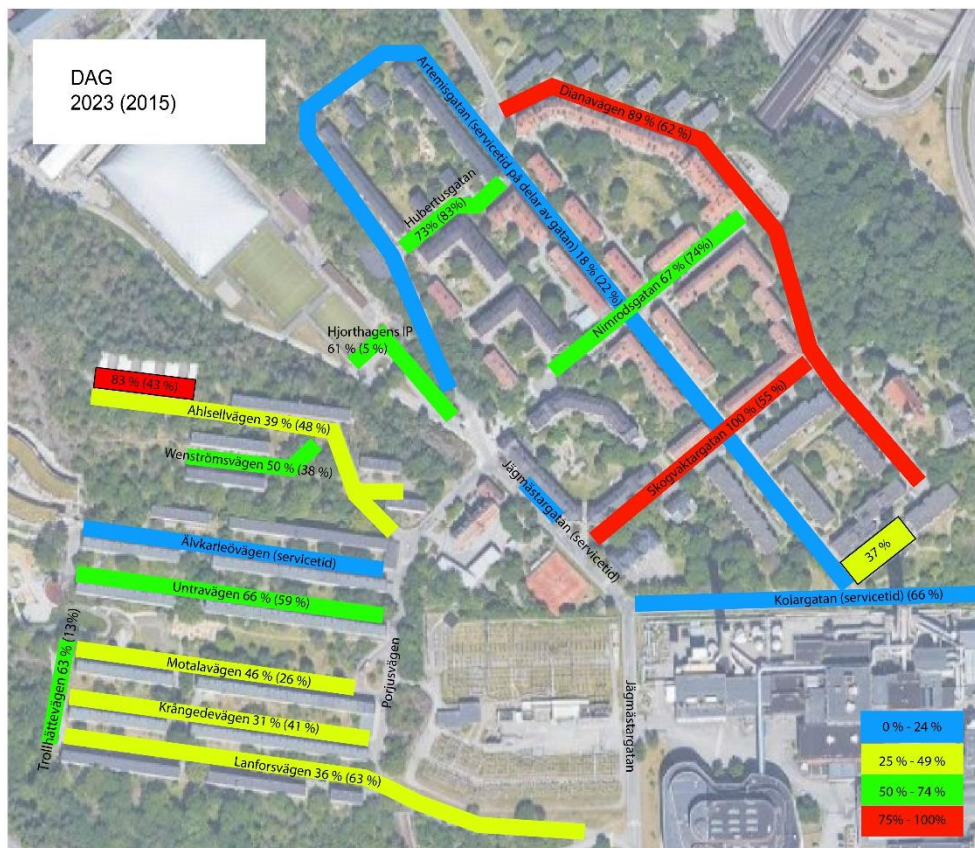 DAG
2023 (2015)
Artemisgatan (servicetid på delar av gatan) 18 % (22 %)
Dianavägen 89 % (62 %)
Hubertusgatan
73% (83%)
Nimrodsgatan 67 % (74%)
Hjorthagens IP
61 % (5 %)
83 % (43 %)
Ahlsellvägen 39 % (48 %)
Wenströmsvägen 50 % (38 %)
Skogvaktargatan 100 % (55 %)
Jägmästargatan (servicetid)
Älvkarleövägen (servicetid)
37 %
Untravägen 66 % (59 %)
Kolargatan (servicetid) (66 %)
Trollhättevägen 63 % (13%)
Motalavägen 46 % (26 %)
Porjusvägen
Krångedevägen 31 % (41 %)
Jägmästargatan
Lanforsvägen 36 % (63 %)
0 % - 24 %
25 % - 49 %
50 % - 74 %
75% - 100%